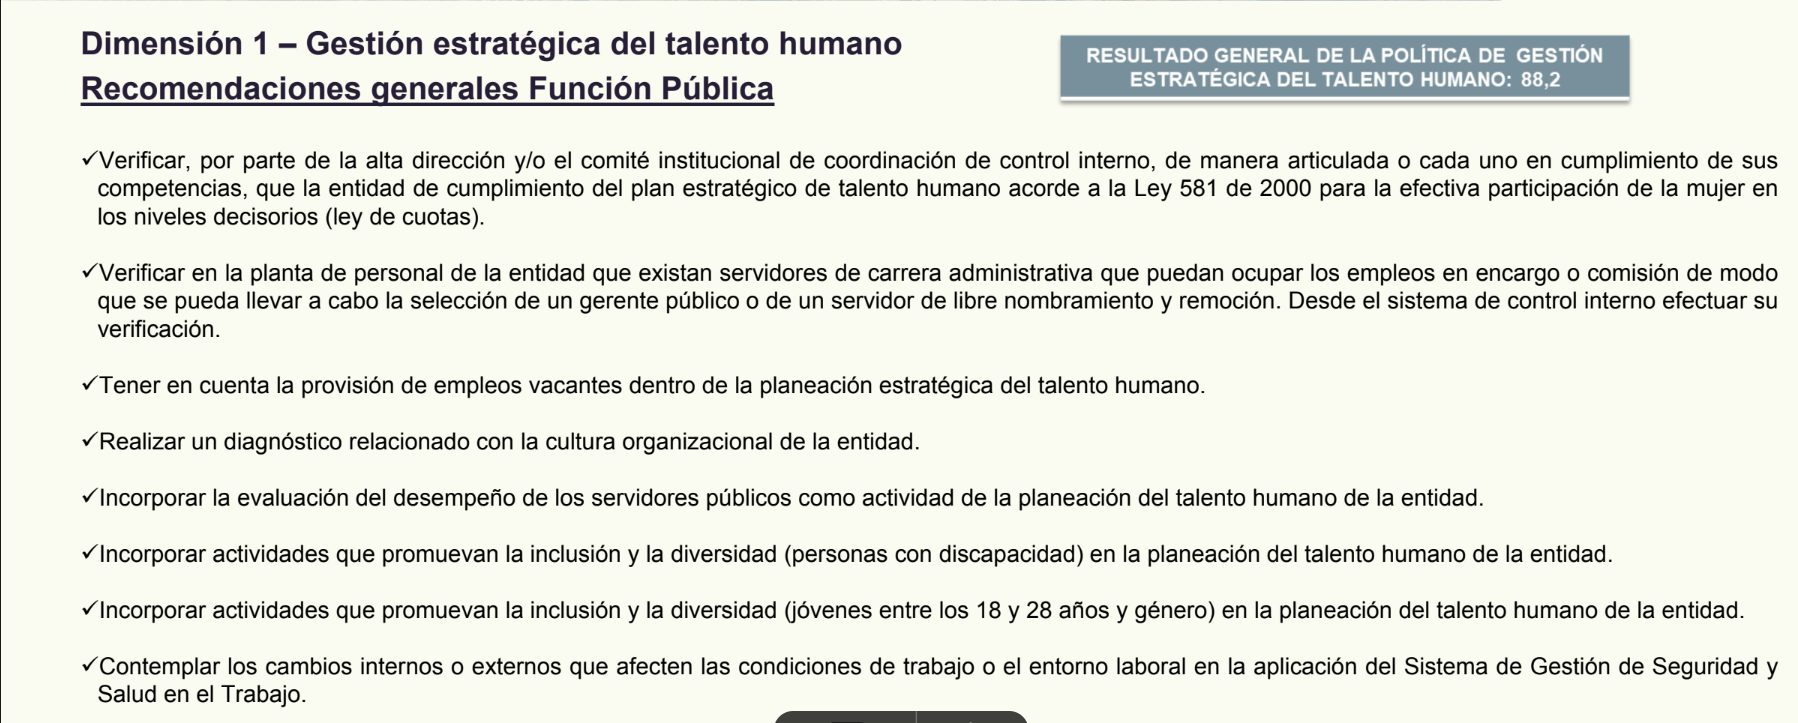 Dimensión 1 – Gestión estratégica del talento humano
Recomendaciones generales Función Pública
RESULTADO GENERAL DE LA POLÍTICA DE GESTIÓN
ESTRATÉGICA DEL TALENTO HUMANO: 88,2
✓Verificar, por parte de la alta dirección y/o el comité institucional de coordinación de control interno, de manera articulada o cada uno en cumplimiento de sus
competencias, que la entidad de cumplimiento del plan estratégico de talento humano acorde a la Ley 581 de 2000 para la efectiva participación de la mujer en
los niveles decisorios (ley de cuotas).
✓Verificar en la planta de personal de la entidad que existan servidores de carrera administrativa que puedan ocupar los empleos en encargo o comisión de modo
que se pueda llevar a cabo la selección de un gerente público o de un servidor de libre nombramiento y remoción. Desde el sistema de control interno efectuar su
verificación.
✓Tener en cuenta la provisión de empleos vacantes dentro de la planeación estratégica del talento humano.
✓Realizar un diagnóstico relacionado con la cultura organizacional de la entidad.
✓Incorporar la evaluación del desempeño de los servidores públicos como actividad de la planeación del talento humano de la entidad.
✓Incorporar actividades que promuevan la inclusión y la diversidad (personas con discapacidad) en la planeación del talento humano de la entidad.
✓Incorporar actividades que promuevan la inclusión y la diversidad (jóvenes entre los 18 y 28 años y género) en la planeación del talento humano de la entidad.
✓Contemplar los cambios internos o externos que afecten las condiciones de trabajo o el entorno laboral en la aplicación del Sistema de Gestión de Seguridad y
Salud en el Trabajo.